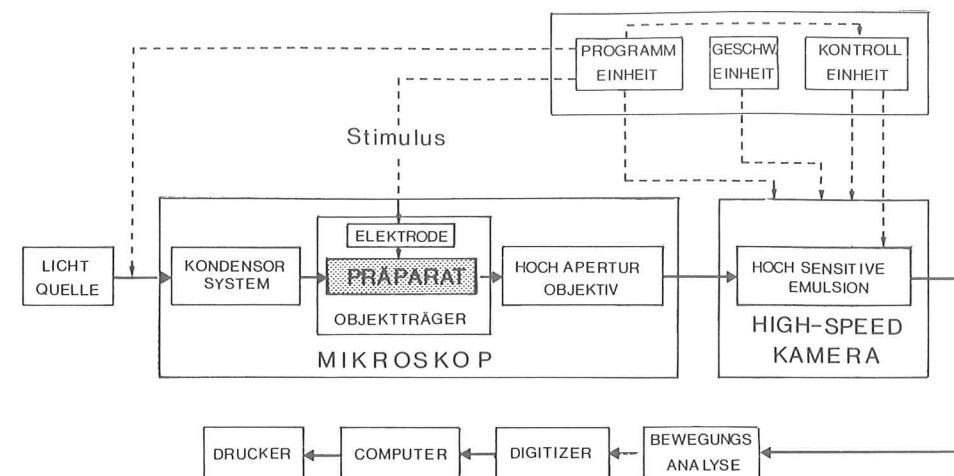 PROGRAMM
EINHEIT
GESCHW.
EINHEIT
KONTROLL
EINHEIT
Stimulus
LICHT
QUELLE
KONDENSOR
SYSTEM
ELEKTRODE
PRÄPARAT
OBJEKTTRÄGER
MIKROSKOP
HOCH APERTUR
OBJEKTIV
HOCH SENSITIVE
EMULSION
HIGH-SPEED
KAMERA
DRUCKER
COMPUTER
DIGITIZER
BEWEGUNGS
ANALYSE